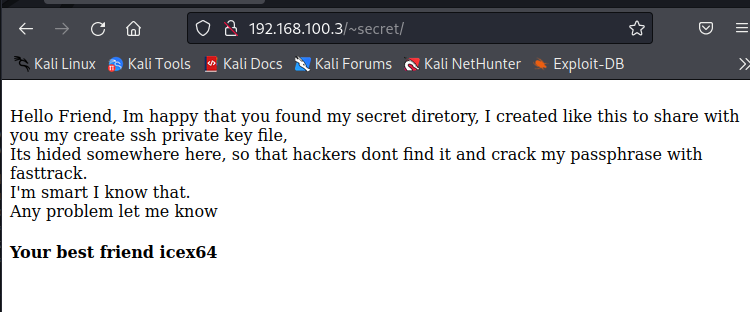 192.168.100.3/~secret/
Kali Linux Kali Tools Kali Docs Kali Forums Kali NetHunter Exploit-DB
Hello Friend, Im happy that you found my secret diretory, I created like this to share with
you my create ssh private key file,
Its hided somewhere here, so that hackers dont find it and crack my passphrase with
fasttrack.
I'm smart I know that.
Any problem let me know
Your best friend icex64